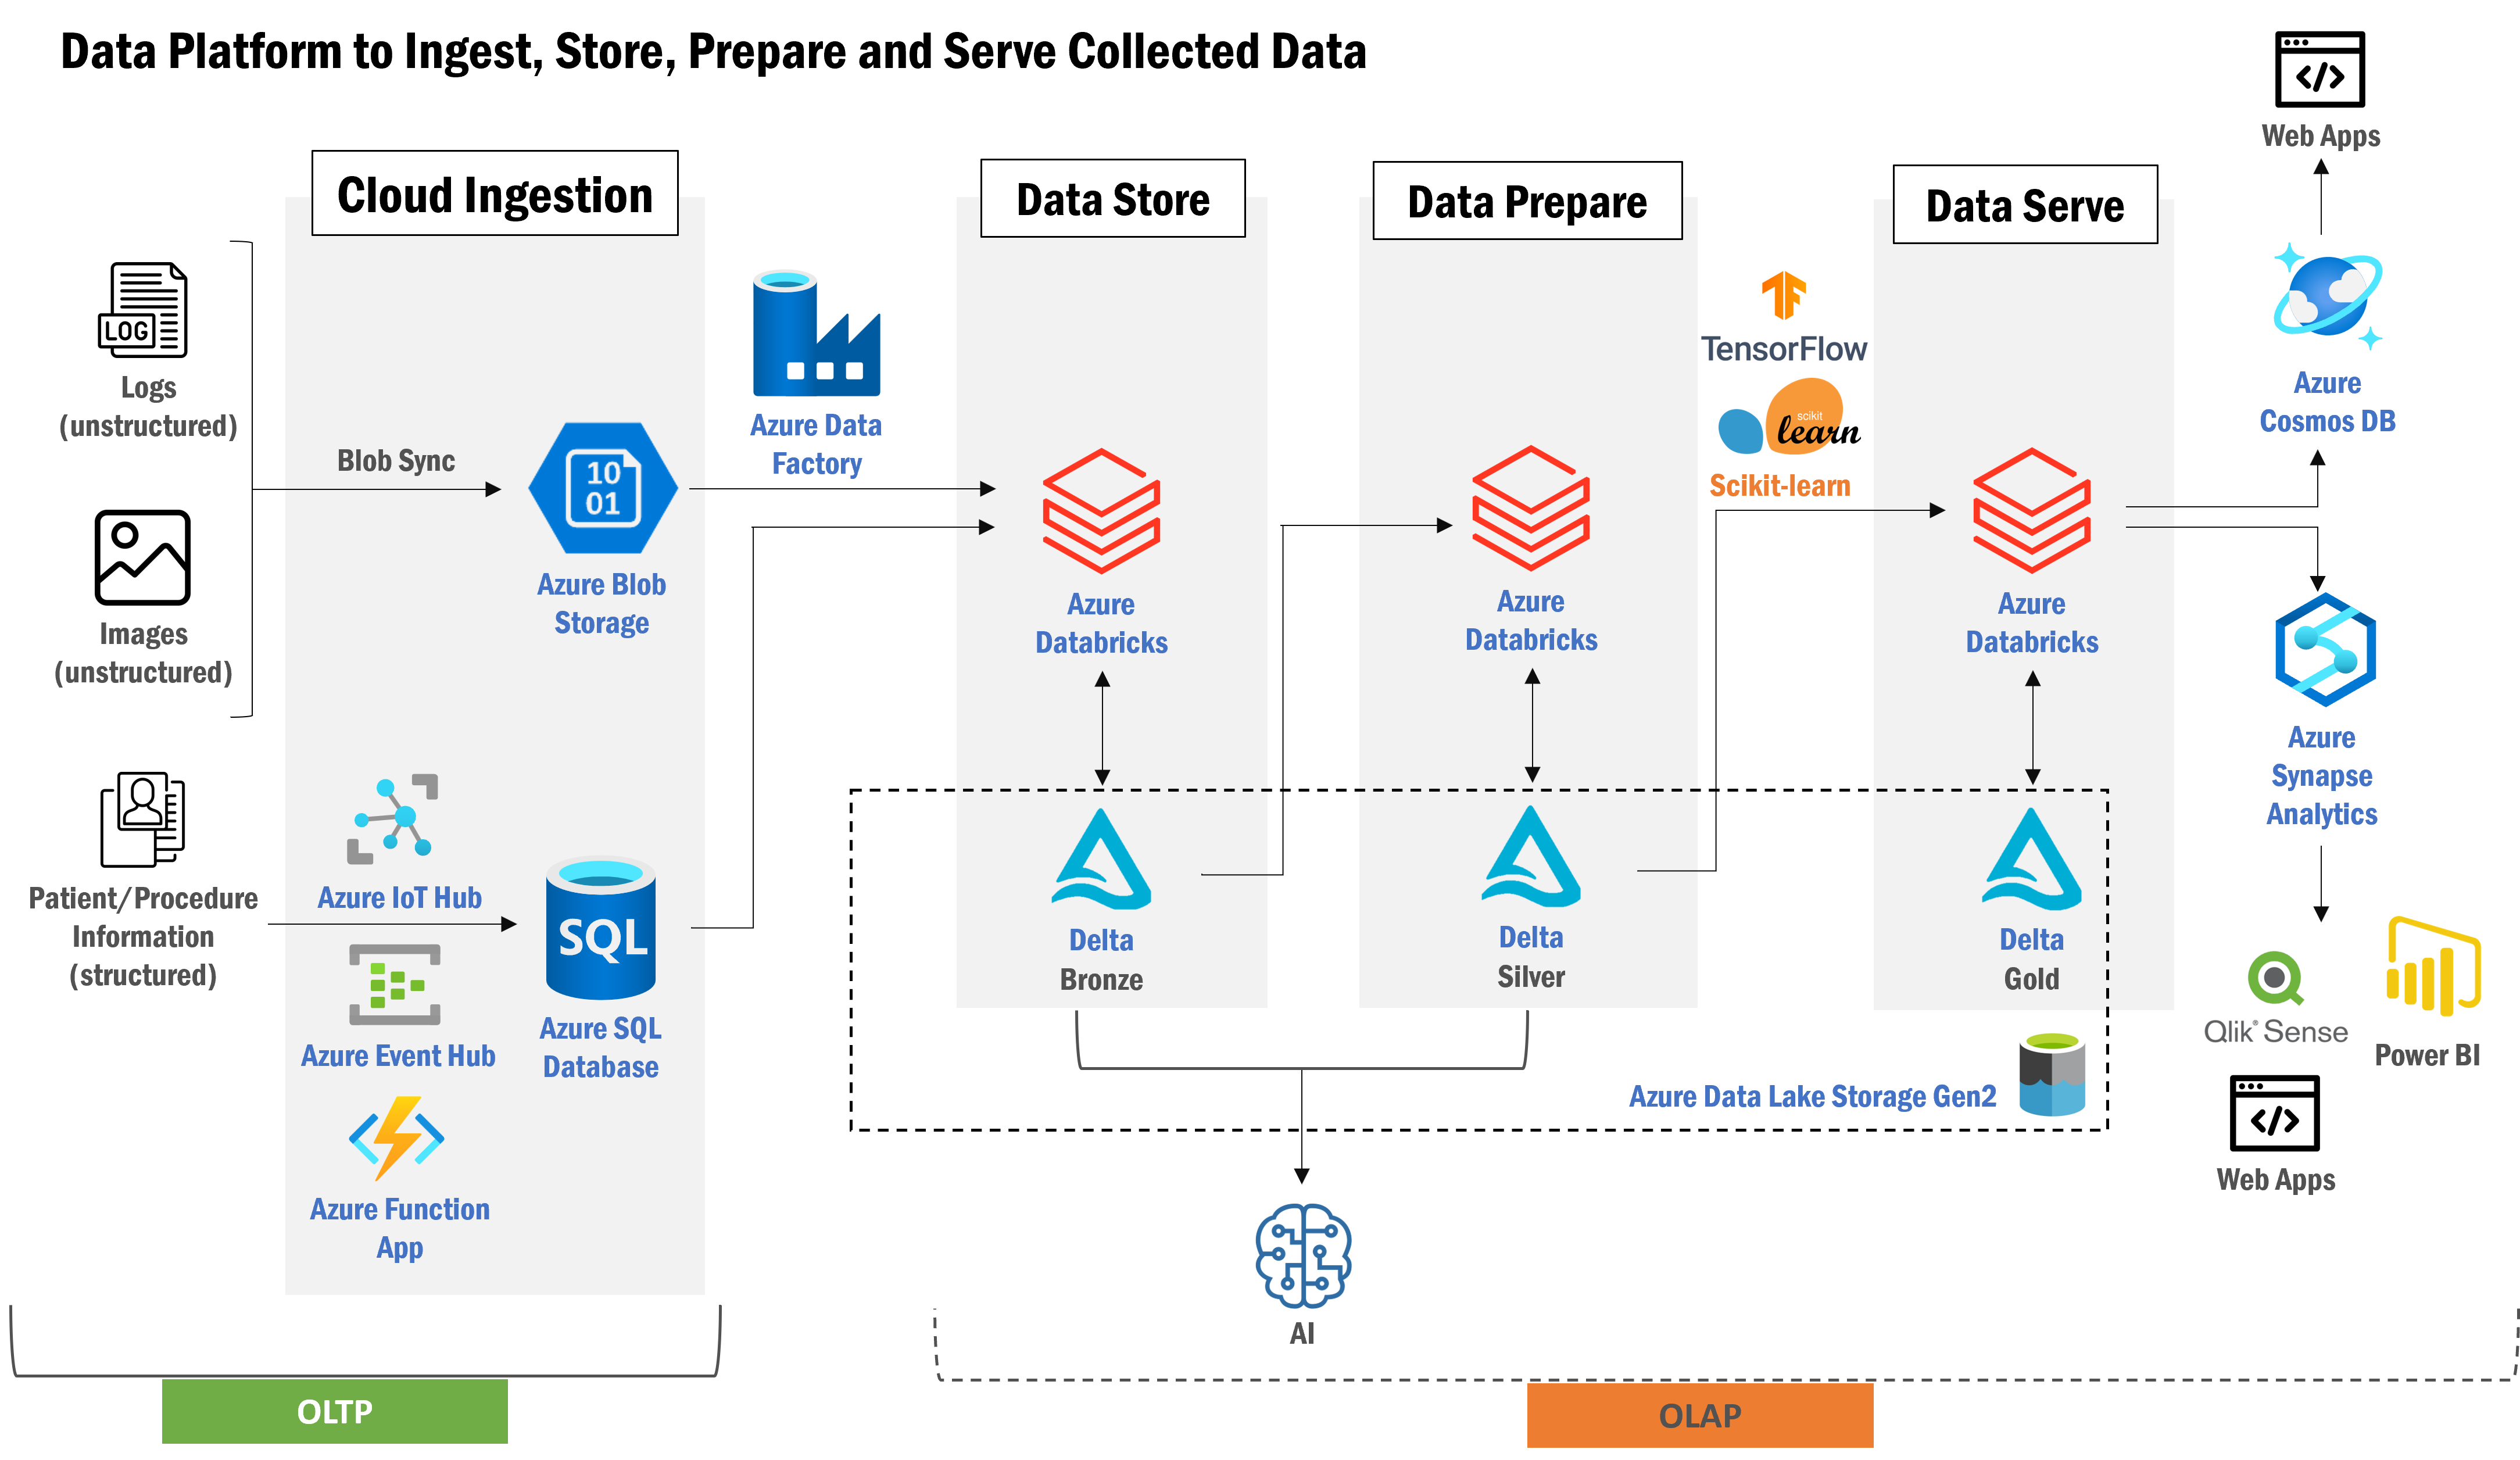 Data Platform to Ingest, Store, Prepare and Serve Collected Data
Web Apps
Cloud Ingestion
Data Store
Data Prepare
Data Serve
LOG
Logs
(unstructured)
Blob Sync
10
01
Azure Blob
Storage
Images
(unstructured)
Azure Data
Factory
TensorFlow
scikit
learn
Scikit-learn
Azure
Cosmos DB
Azure
Databricks
Azure
Databricks
Azure
Databricks
Azure
Synapse
Analytics
Patient/Procedure
Information
(structured)
Azure IoT Hub
Azure Event Hub
Azure Function
App
SQL
Azure SQL
Database
Delta
Bronze
Delta
Silver
Delta
Gold
Azure Data Lake Storage Gen2
Qlik® Sense
Power BI
Web Apps
AI
OLTP
OLAP